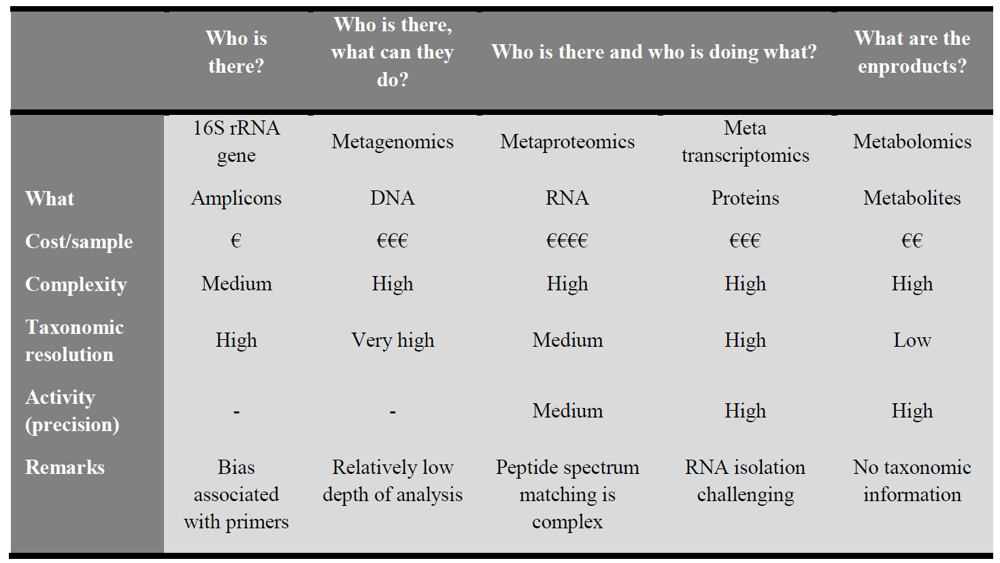 Who is there?
Who is there, what can they do?
Who is there and who is doing what?
What are the enproducts?
16S rRNA gene
Metagenomics
Metaproteomics
Meta transcriptomics
Metabolomics
What
Amplicons
DNA
RNA
Proteins
Metabolites
Cost/sample
€
€€€
€€€€
€€€
€€
Complexity
Medium
High
High
High
High
Taxonomic resolution
High
Very high
Medium
High
Low
Activity (precision)
-
-
Medium
High
High
Remarks
Bias associated with primers
Relatively low depth of analysis
Peptide spectrum matching is complex
RNA isolation challenging
No taxonomic information